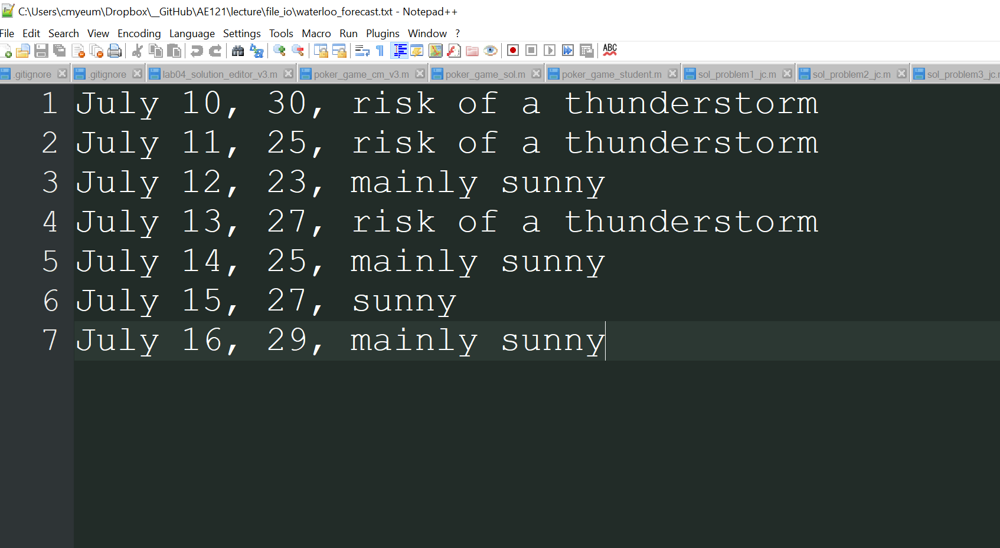 C:\Users\cmyeum\Dropbox\__GitHub\AE121\lecture\file_io\waterloo_forecast.txt - Notepad++
File Edit Search View Encoding Language Settings Tools Macro Run Plugins Window ?
ABC
.gitignore .gitignore lab04_solution_editor_v3.m poker_game_cm_v3.m poker_game_sol.m poker_game_student.m sol_problem1_jc.m sol_problem2_jc.m sol_problem3_jc.m
1 July 10, 30, risk of a thunderstorm
2 July 11, 25, risk of a thunderstorm
3 July 12, 23, mainly sunny
4 July 13, 27, risk of a thunderstorm
5 July 14, 25, mainly sunny
6 July 15, 27, sunny
7 July 16, 29, mainly sunny